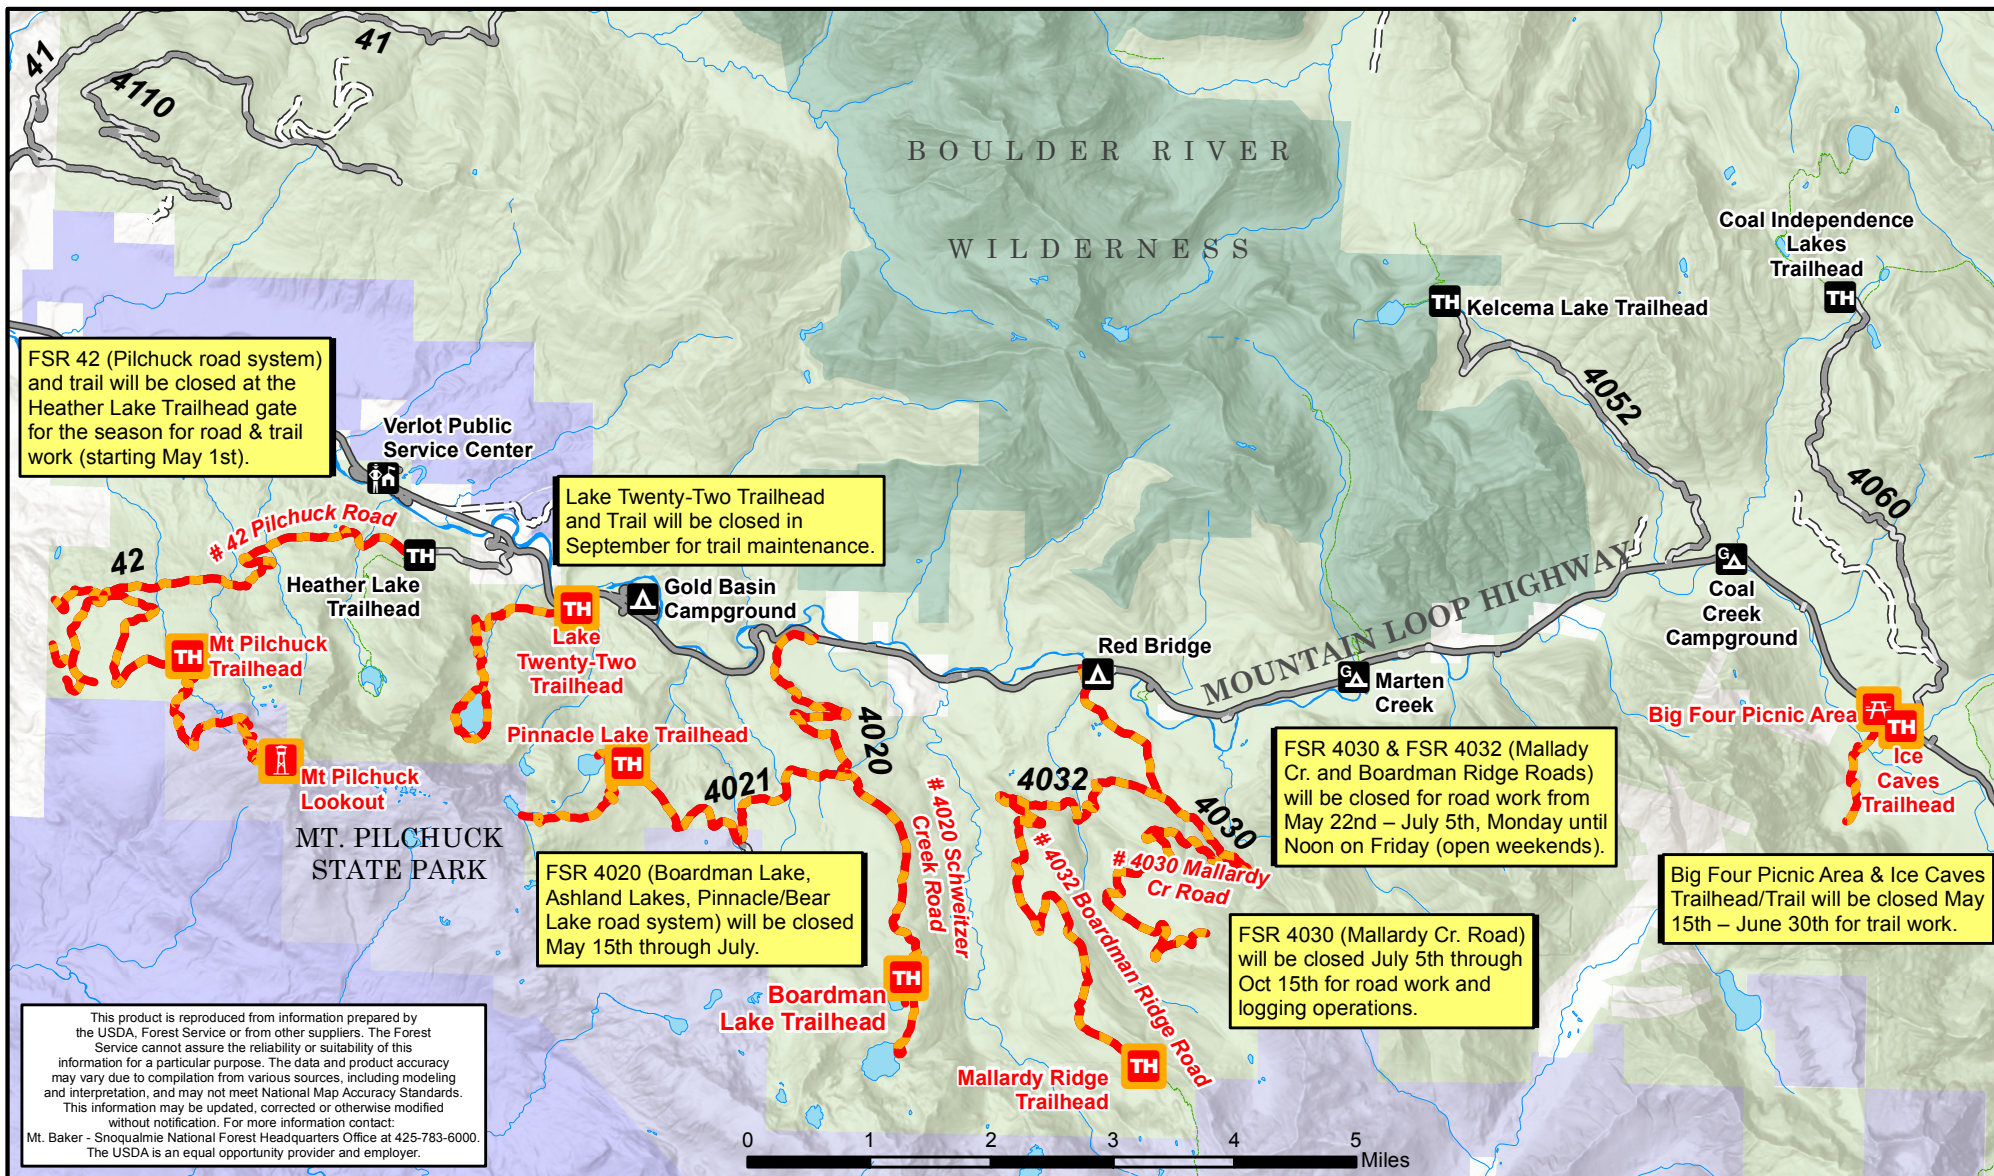 41
41
4110
BOULDER RIVER
WILDERNESS
Coal Independence
Lakes
Trailhead
TH
TH
Kelcema Lake Trailhead
4052
4060
FSR 42 (Pilchuck road system)
and trail will be closed at the
Heather Lake Trailhead gate
for the season for road & trail
work (starting May 1st).
Verlot Public
Service Center
Lake Twenty-Two Trailhead
and Trail will be closed in
September for trail maintenance.
# 42 Pilchuck Road
42
TH
Heather Lake
Trailhead
TH
Lake
Twenty-Two
Trailhead
Gold Basin
Campground
G
Coal
Creek
Campground
MOUNTAIN LOOP HIGHWAY
Red Bridge
G
Marten
Creek
TH
Mt Pilchuck
Trailhead
Mt Pilchuck
Lookout
MT. PILCHUCK
STATE PARK
Pinnacle Lake Trailhead
TH
4021
4020
# 4020 Schweitzer
Creek Road
4032
4030
# 4030 Mallardy
Cr Road
# 4032 Boardman Ridge Road
Big Four Picnic Area
TH
Ice
Caves
Trailhead
FSR 4030 & FSR 4032 (Mallady
Cr. and Boardman Ridge Roads)
will be closed for road work from
May 22nd – July 5th, Monday until
Noon on Friday (open weekends).
FSR 4020 (Boardman Lake,
Ashland Lakes, Pinnacle/Bear
Lake road system) will be closed
May 15th through July.
Big Four Picnic Area & Ice Caves
Trailhead/Trail will be closed May
15th – June 30th for trail work.
FSR 4030 (Mallardy Cr. Road)
will be closed July 5th through
Oct 15th for road work and
logging operations.
TH
Boardman
Lake Trailhead
TH
Mallardy Ridge
Trailhead
This product is reproduced from information prepared by
the USDA, Forest Service or from other suppliers. The Forest
Service cannot assure the reliability or suitability of this
information for a particular purpose. The data and product accuracy
may vary due to compilation from various sources, including modeling
and interpretation, and may not meet National Map Accuracy Standards.
This information may be updated, corrected or otherwise modified
without notification. For more information contact:
Mt. Baker - Snoqualmie National Forest Headquarters Office at 425-783-6000.
The USDA is an equal opportunity provider and employer.
0 1 2 3 4 5
Miles